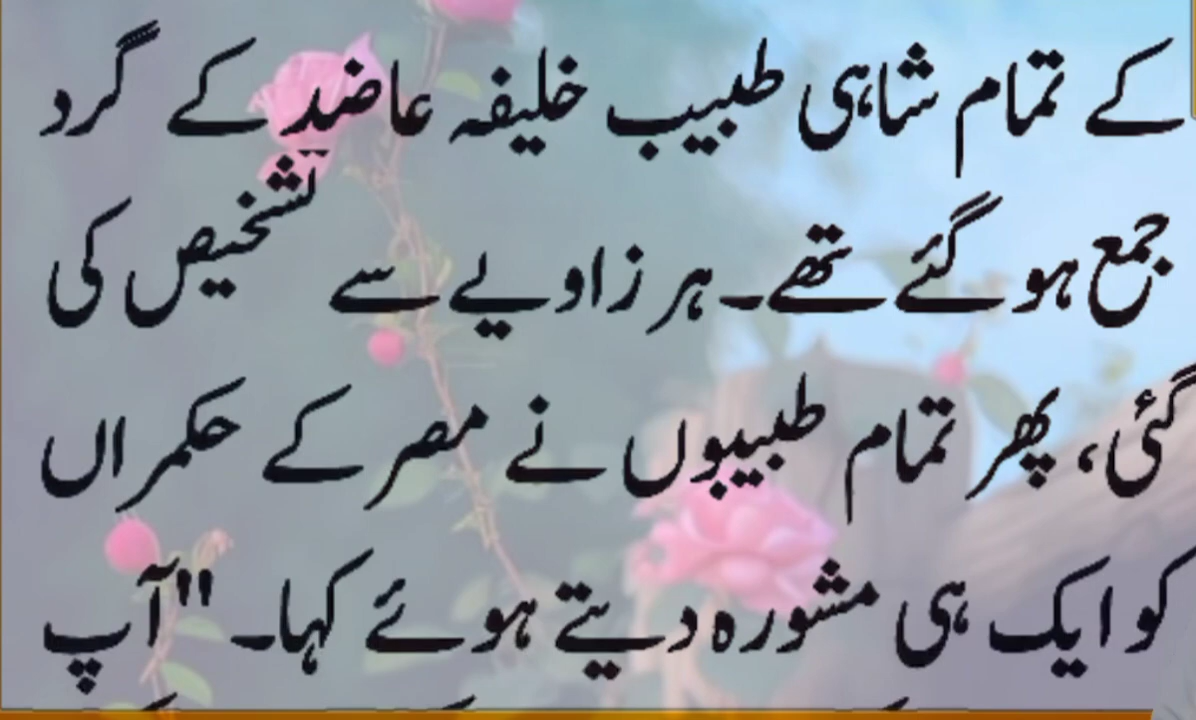 کے تمام شاہی طبیب خلیفہ عاضد کے گرد
جمع ہو گئے تھے۔ ہر زاویے سے تشخیص کی
گئی، پھر تمام طبیبوں نے مصر کے حکمراں
کو ایک ہی مشورہ دیتے ہوئے کہا۔ "آپ